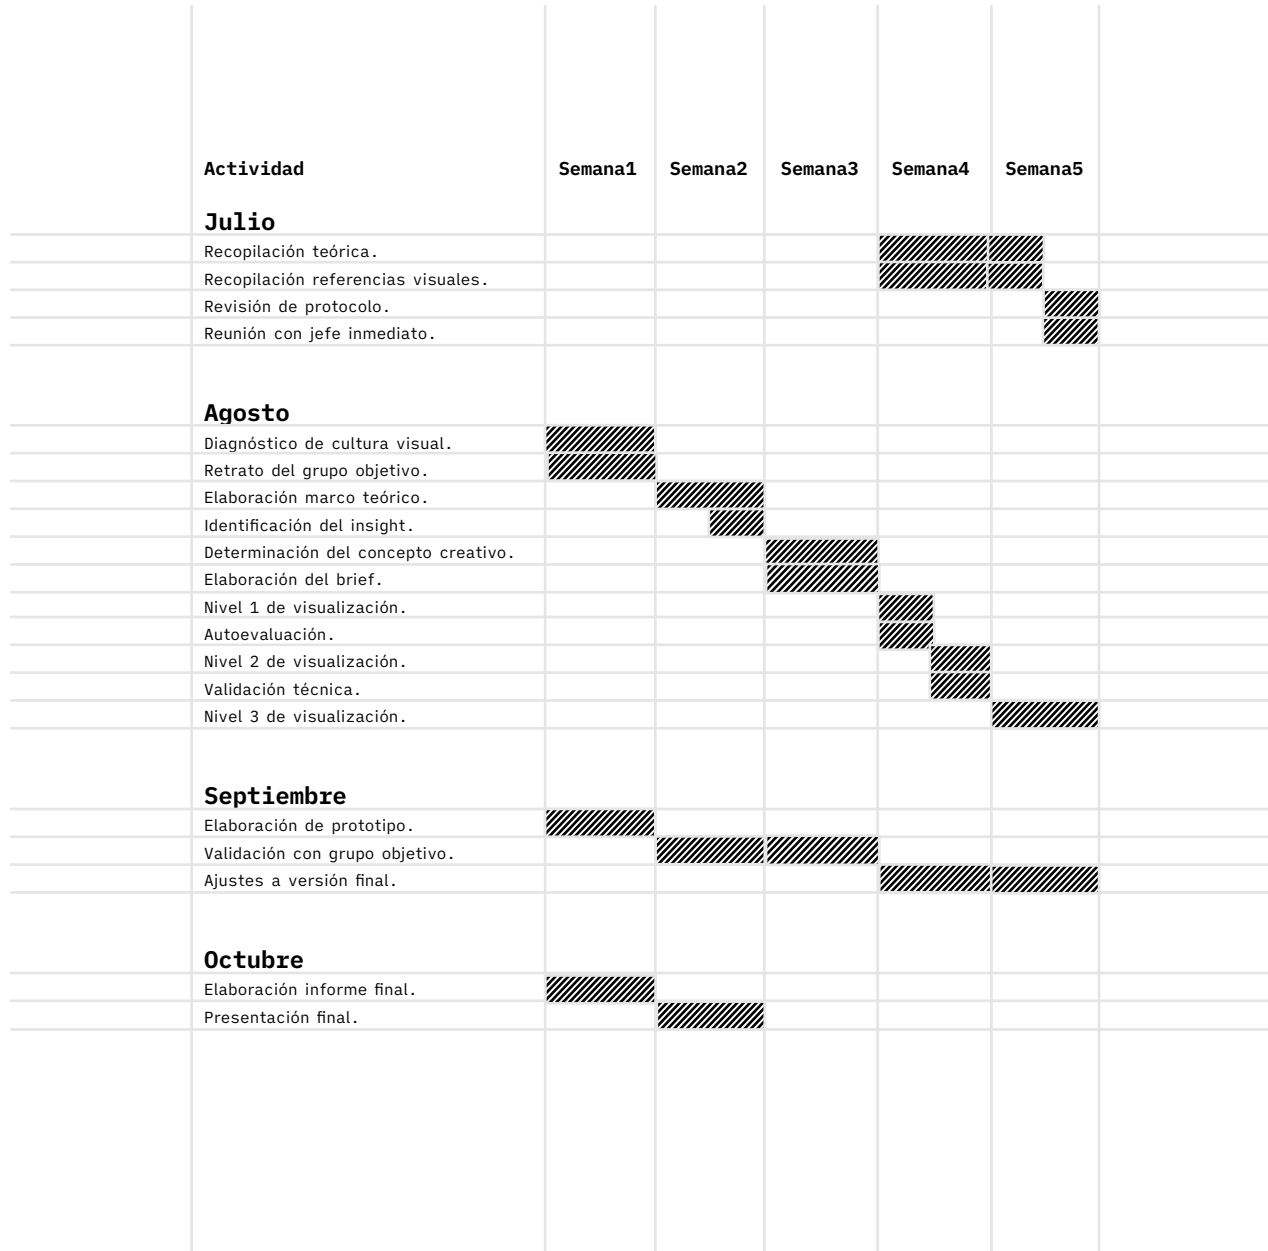 Actividad Semana1 Semana2 Semana3 Semana4 Semana5
Julio
Recopilación teórica.
Recopilación referencias visuales.
Revisión de protocolo.
Reunión con jefe inmediato.
Agosto
Diagnóstico de cultura visual.
Retrato del grupo objetivo.
Elaboración marco teórico.
Identificación del insight.
Determinación del concepto creativo.
Elaboración del brief.
Nivel 1 de visualización.
Autoevaluación.
Nivel 2 de visualización.
Validación técnica.
Nivel 3 de visualización.
Septiembre
Elaboración de prototipo.
Validación con grupo objetivo.
Ajustes a versión final.
Octubre
Elaboración informe final.
Presentación final.